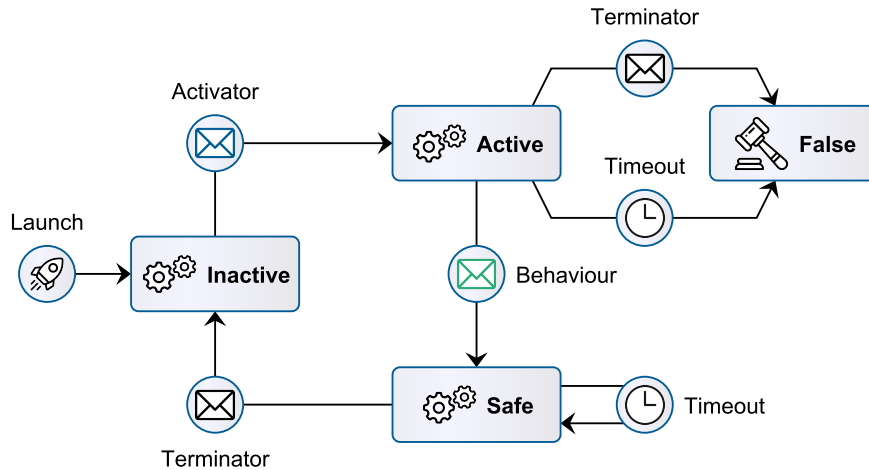 Terminator
Activator
Active
False
Timeout
Launch
Inactive
Behaviour
Safe
Timeout
Terminator